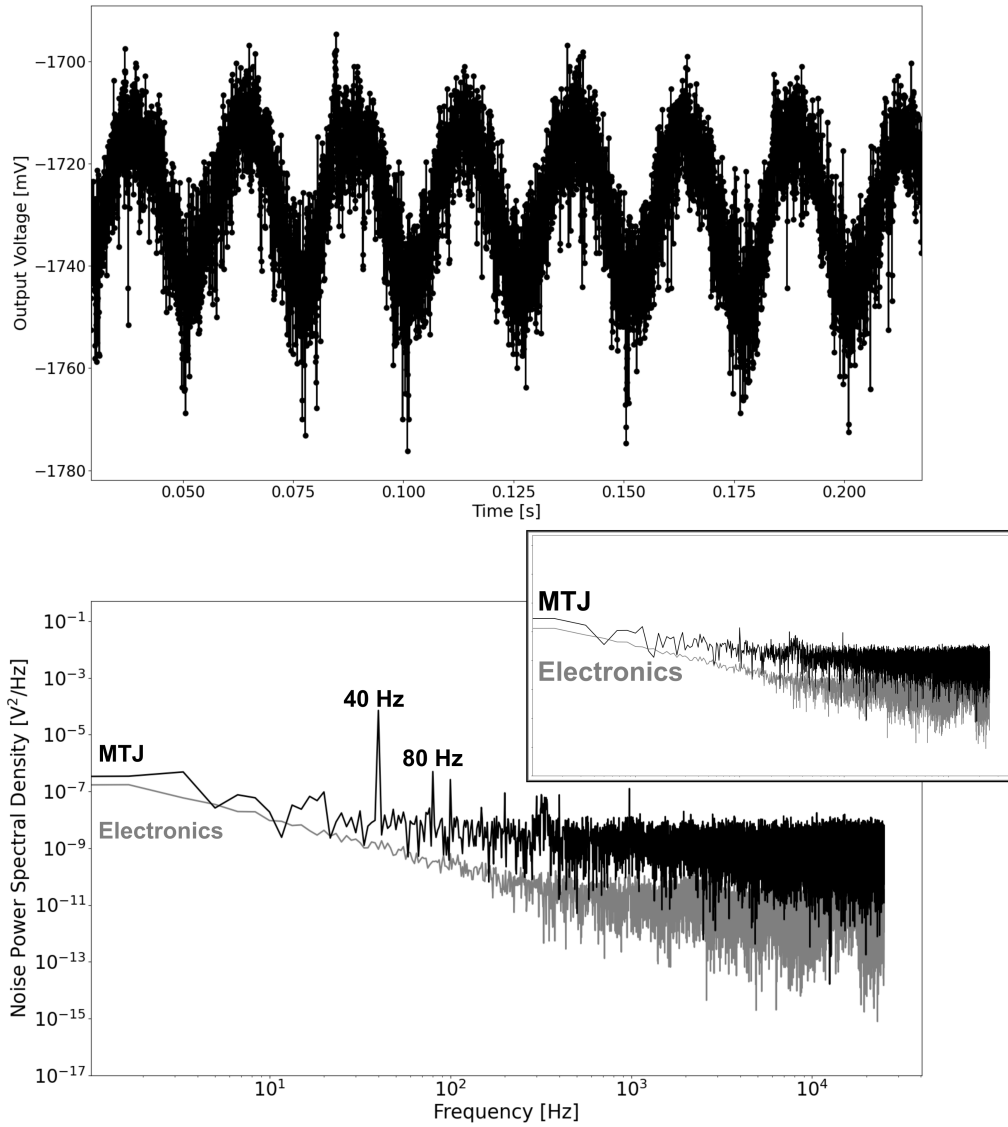 Output Voltage [mV]
−1700
−1720
−1740
−1760
−1780
0.050 0.075 0.100 0.125 0.150 0.175 0.200
Time [s]
MTJ
Electronics
Noise Power Spectral Density [V²/Hz]
10⁻¹
10⁻³
10⁻⁵
10⁻⁷
10⁻⁹
10⁻¹¹
10⁻¹³
10⁻¹⁵
10⁻¹⁷
40 Hz
80 Hz
MTJ
Electronics
10¹ 10² 10³ 10⁴
Frequency [Hz]